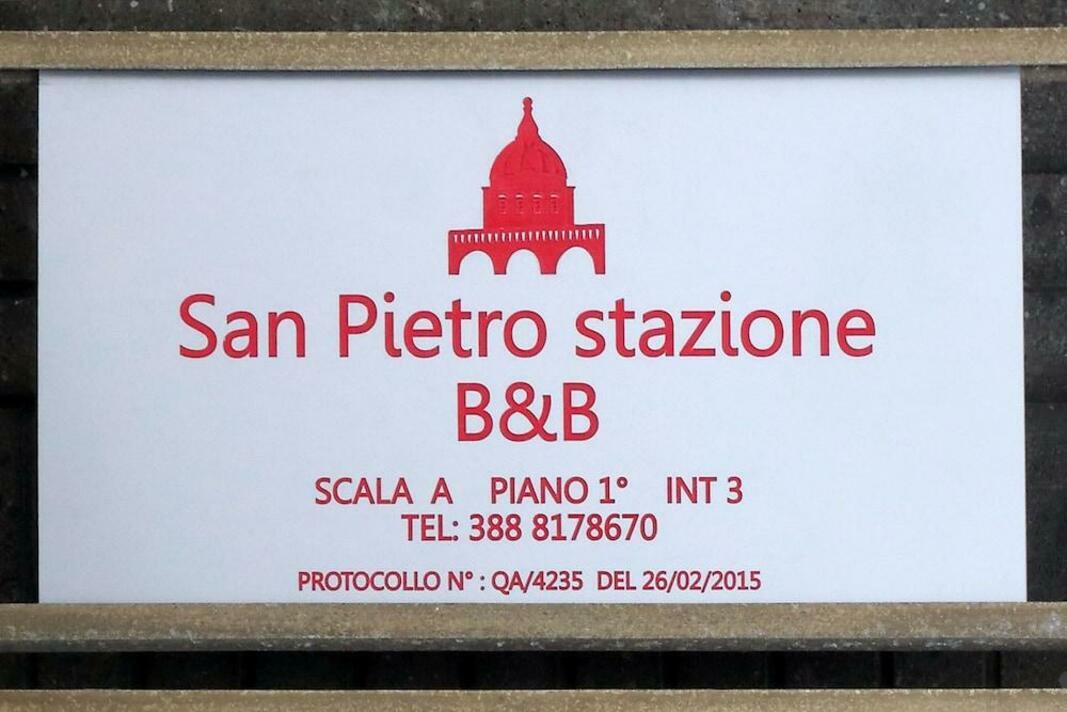 San Pietro stazione
B&B
SCALA A PIANO 1° INT 3
TEL: 388 8178670
PROTOCOLLO N° : QA/4235 DEL 26/02/2015